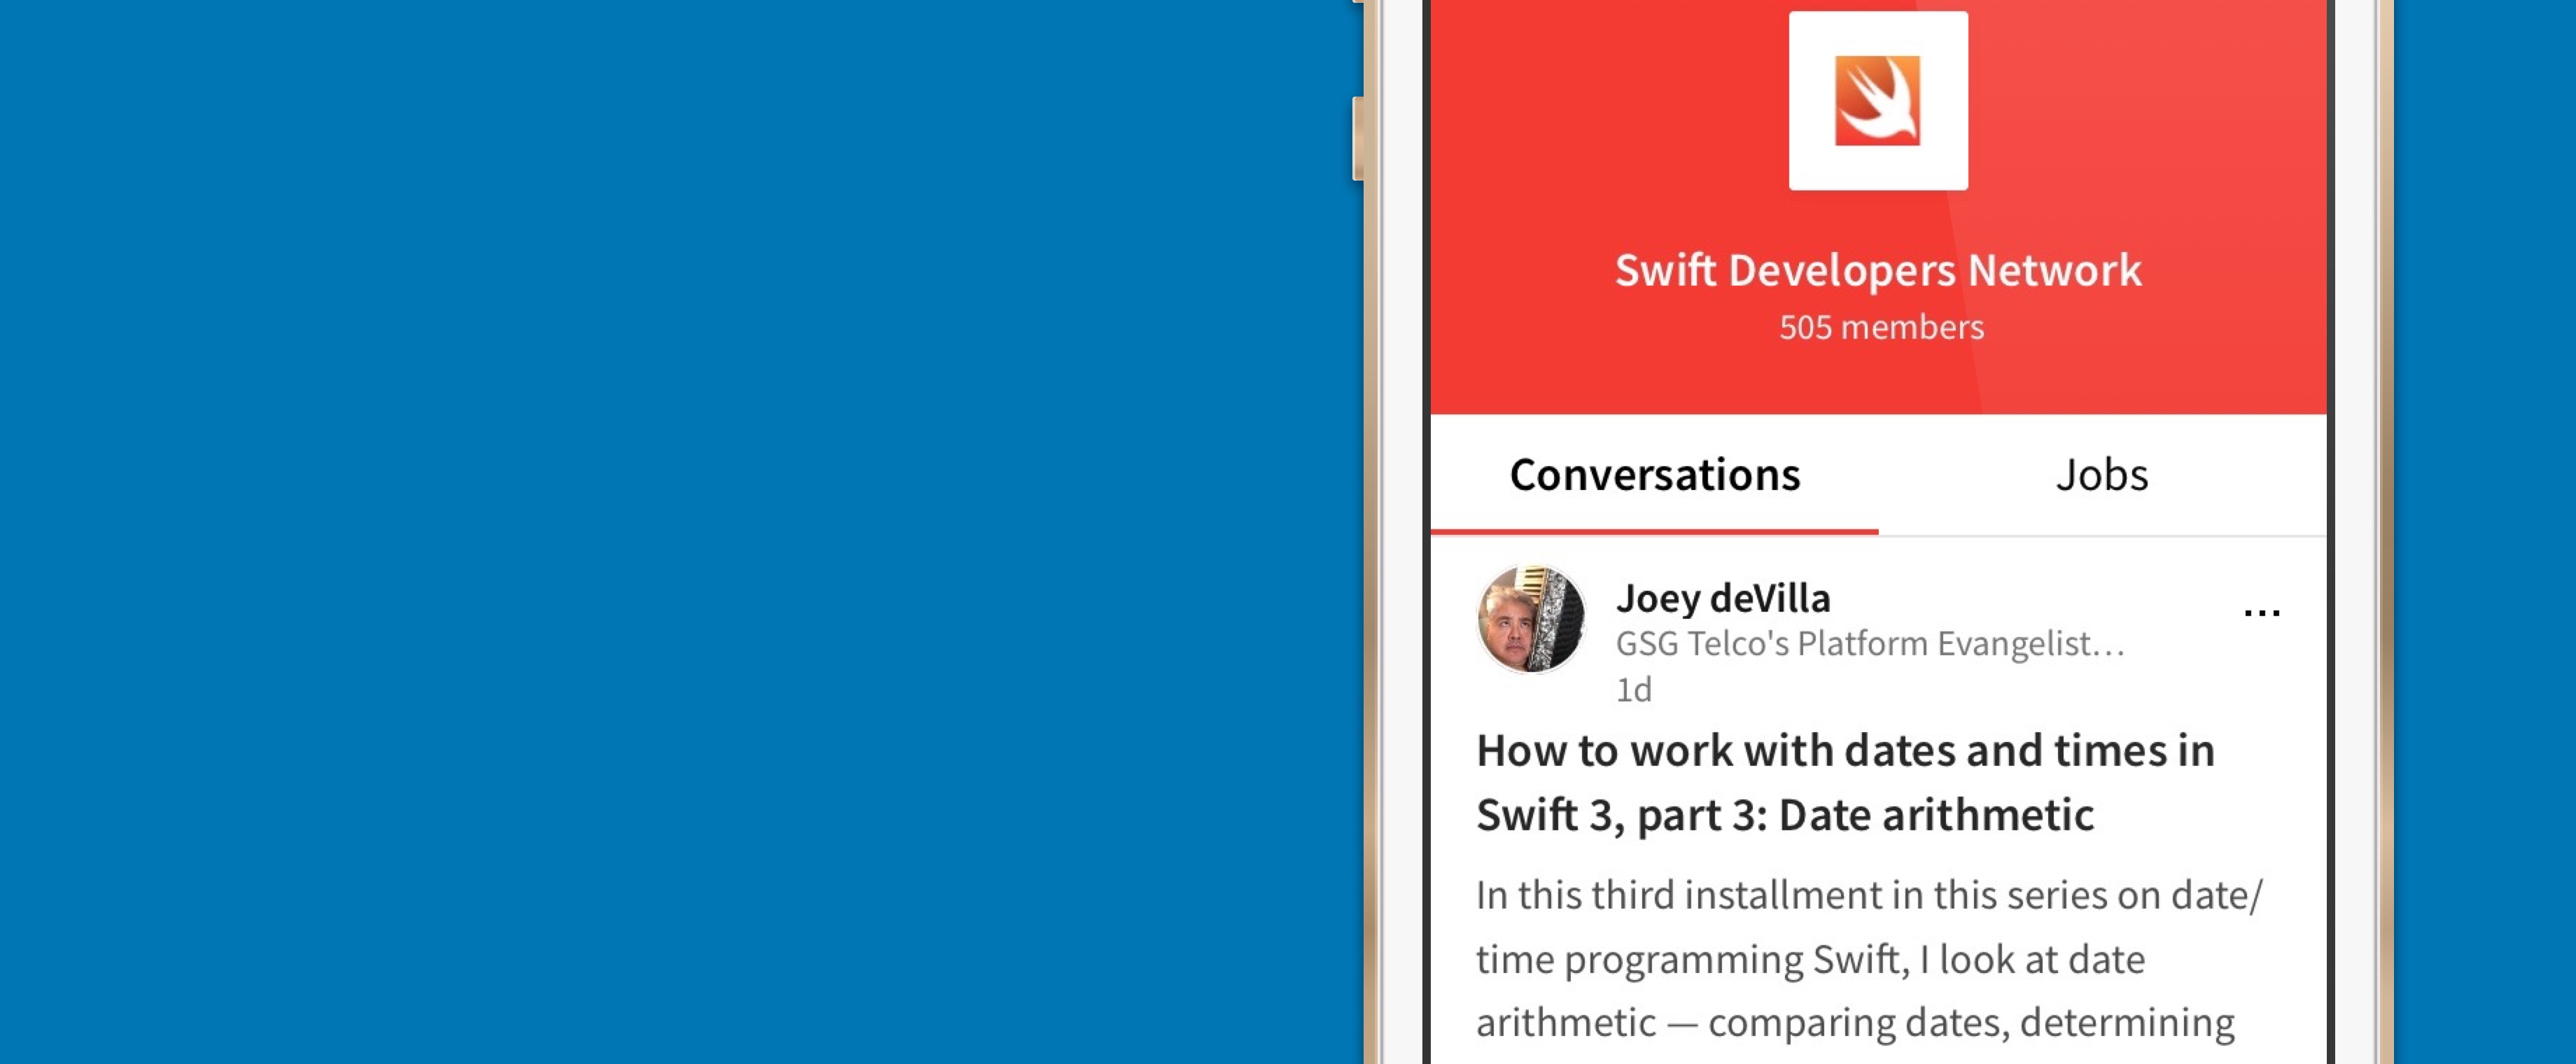 Swift Developers Network
505 members
Conversations
Jobs
Joey deVilla
...
GSG Telco's Platform Evangelist...
1d
How to work with dates and times in
Swift 3, part 3: Date arithmetic
In this third installment in this series on date/
time programming Swift, I look at date
arithmetic — comparing dates, determining